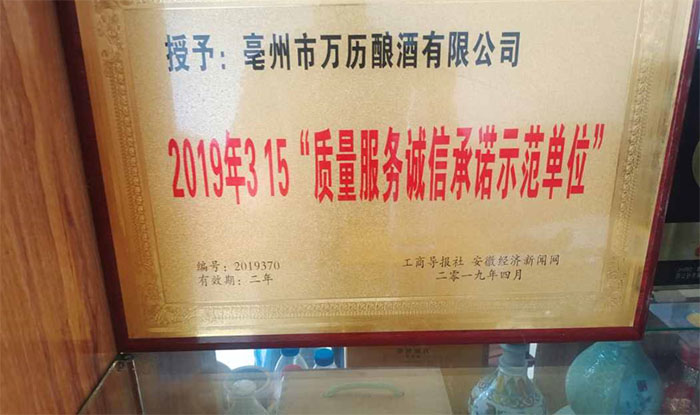 授予：亳州市万历酿酒有限公司
2019年3 15“质量服务诚信承诺示范单位”
编号：2019370
有效期：二年
工商导报社 安徽经济新闻网
二零一九年四月